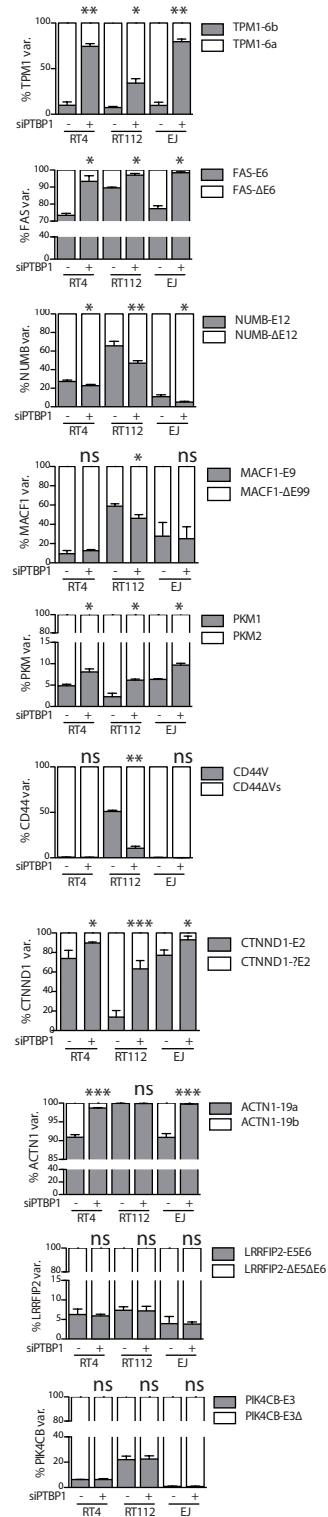 ** * **
100
50
0
% TPM1 var.
TPM1-6b
TPM1-6a
siPTBP1 - + - + - +
RT4 RT112 EJ
* * *
100
90
80
70
40
0
% FAS var.
FAS-E6
FAS-ΔE6
siPTBP1 - + - + - +
RT4 RT112 EJ
* ** *
100
80
60
40
20
0
% NUMB var.
NUMB-E12
NUMB-ΔE12
siPTBP1 - + - + - +
RT4 RT112 EJ
ns * ns
100
80
60
40
20
0
% MACF1 var.
MACF1-E9
MACF1-ΔE99
siPTBP1 - + - + - +
RT4 RT112 EJ
* * *
100
80
15
10
5
0
% PKM var.
PKM1
PKM2
siPTBP1 - + - + - +
RT4 RT112 EJ
ns ** ns
100
50
0
% CD44 var.
CD44V
CD44ΔVs
siPTBP1 - + - + - +
RT4 RT112 EJ
* *** *
100
80
60
40
20
0
% CTNND1 var.
CTNND1-E2
CTNND1-?E2
siPTBP1 - + - + - +
RT4 RT112 EJ
*** ns ***
100
95
90
85
40
20
0
% ACTN1 var.
ACTN1-19a
ACTN1-19b
siPTBP1 - + - + - +
RT4 RT112 EJ
ns ns ns
100
80
15
10
5
0
% LRRFIP2 var.
LRRFIP2-E5E6
LRRFIP2-ΔE5ΔE6
siPTBP1 - + - + - +
RT4 RT112 EJ
ns ns ns
100
80
40
20
0
% PIK4CB var.
PIK4CB-E3
PIK4CB-E3Δ
siPTBP1 - + - + - +
RT4 RT112 EJ